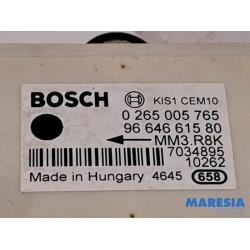 BOSCH KIS1 CEM10
0 265 005 765
96 646 615 80
MM3.R8K
7034895
10262
Made in Hungary 4645 658
MARESIA